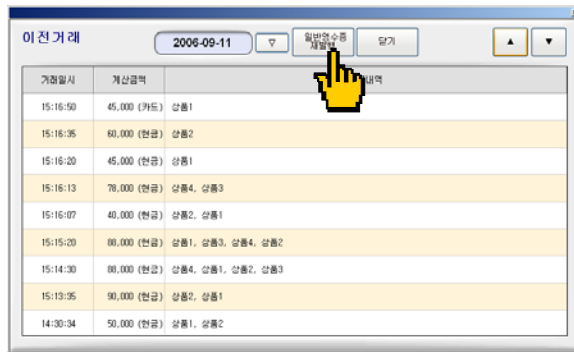 이전거래
2006-09-11
▽
일반영수증
재발행
닫기
▲
▼
거래일시 계산금액 내역
15:16:50 45,000 (카드) 상품1
15:16:35 60,000 (현금) 상품2
15:16:20 45,000 (현금) 상품1
15:16:13 78,000 (현금) 상품4, 상품3
15:16:07 40,000 (현금) 상품2, 상품1
15:15:20 88,000 (현금) 상품1, 상품3, 상품4, 상품2
15:14:30 88,000 (현금) 상품4, 상품1, 상품2, 상품3
15:13:35 90,000 (현금) 상품2, 상품1
14:30:34 50,000 (현금) 상품1, 상품2